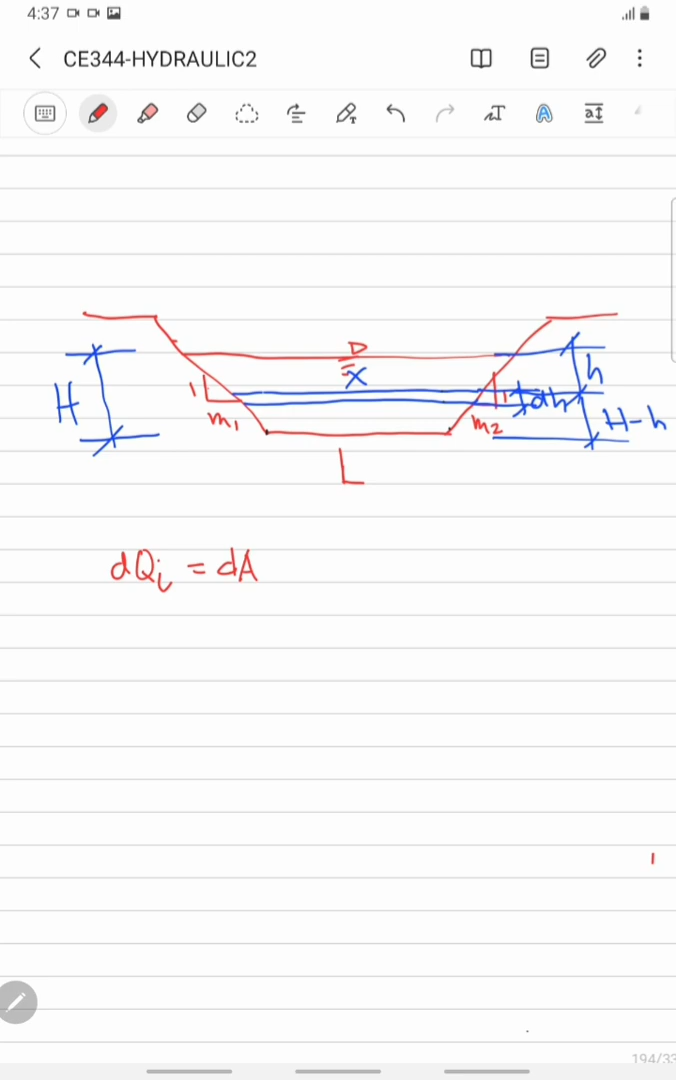 4:37
CE344-HYDRAULIC2
T
A
a
H
1
m₁
x
1
m₂
dh
h
H-h
L
dQᵢ = dA
194/33